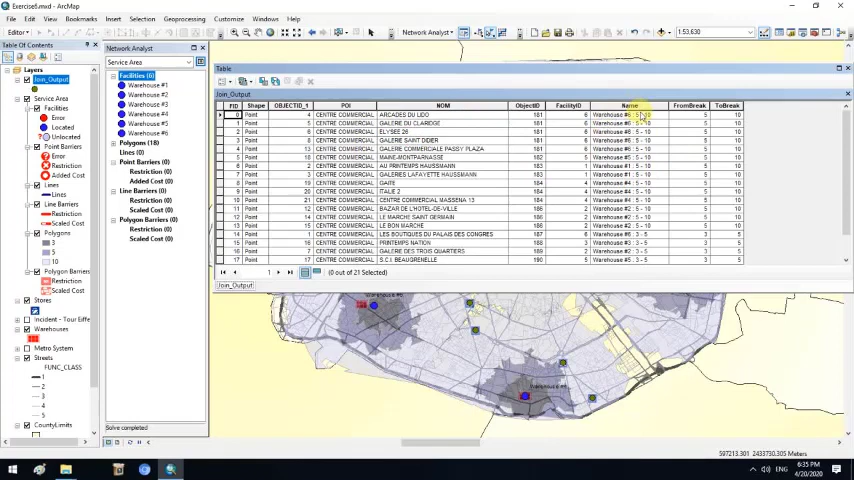 Exercise8.mxd - ArcMap
File Edit View Bookmarks Insert Selection Geoprocessing Customize Windows Help
Network Analyst
1:53,630
Editor
Table Of Contents
Layers
Join_Output
Service Area
Facilities
Error
Located
Unlocated
Point Barriers
Error
Restriction
Added Cost
Lines
Lines
Line Barriers
Restriction
Scaled Cost
Polygons
3
5
10
Polygon Barriers
Restriction
Scaled Cost
Stores
Incident - Tour Eiffe
Warehouses
Metro System
Streets
FUNC_CLASS
1
2
3
4
5
CountyLimits
Network Analyst
Service Area
Facilities (6)
Warehouse #1
Warehouse #2
Warehouse #3
Warehouse #4
Warehouse #5
Warehouse #6
Polygons (18)
Lines (0)
Point Barriers
Restriction (0)
Added Cost (0)
Line Barriers
Restriction (0)
Scaled Cost (0)
Polygon Barriers
Restriction (0)
Scaled Cost (0)
Solve completed
Table
Join_Output
FID Shape OBJECTID_1 POI NOM ObjectID FacilityID Name FromBreak ToBreak
0 Point 4 CENTRE COMMERCIAL ARCADES DU LIDO 181 6 Warehouse #6 : 5 - 10 5 10
1 Point 5 CENTRE COMMERCIAL GALERIE DU CLARIDGE 181 6 Warehouse #6 : 5 - 10 5 10
2 Point 6 CENTRE COMMERCIAL ELYSEE 26 181 6 Warehouse #6 : 5 - 10 5 10
3 Point 8 CENTRE COMMERCIAL GALERIE SAINT DIDIER 181 6 Warehouse #6 : 5 - 10 5 10
4 Point 13 CENTRE COMMERCIAL GALERIE COMMERCIALE PASSY PLAZA 181 6 Warehouse #6 : 5 - 10 5 10
5 Point 18 CENTRE COMMERCIAL MAINE-MONTPARNASSE 182 5 Warehouse #5 : 5 - 10 5 10
6 Point 2 CENTRE COMMERCIAL AU PRINTEMPS HAUSSMANN 183 1 Warehouse #1 : 5 - 10 5 10
7 Point 3 CENTRE COMMERCIAL GALERIES LAFAYETTE HAUSSMANN 183 1 Warehouse #1 : 5 - 10 5 10
8 Point 19 CENTRE COMMERCIAL GAITE 184 4 Warehouse #4 : 5 - 10 5 10
9 Point 20 CENTRE COMMERCIAL ITALIE 2 184 4 Warehouse #4 : 5 - 10 5 10
10 Point 21 CENTRE COMMERCIAL CENTRE COMMERCIAL MASSENA 13 184 4 Warehouse #4 : 5 - 10 5 10
11 Point 12 CENTRE COMMERCIAL BAZAR DE L'HOTEL-DE-VILLE 186 2 Warehouse #2 : 5 - 10 5 10
12 Point 14 CENTRE COMMERCIAL LE MARCHE SAINT GERMAIN 186 2 Warehouse #2 : 5 - 10 5 10
13 Point 15 CENTRE COMMERCIAL LE BON MARCHE 186 2 Warehouse #2 : 5 - 10 5 10
14 Point 1 CENTRE COMMERCIAL LES BOUTIQUES DU PALAIS DES CONGRES 187 6 Warehouse #6 : 3 - 5 3 5
15 Point 16 CENTRE COMMERCIAL PRINTEMPS NATION 188 3 Warehouse #3 : 3 - 5 3 5
16 Point 7 CENTRE COMMERCIAL GALERIE DES TROIS QUARTIERS 189 2 Warehouse #2 : 3 - 5 3 5
17 Point 17 CENTRE COMMERCIAL S.C.I. BEAUGRENELLE 190 5 Warehouse #5 : 3 - 5 3 5
1 (0 out of 21 Selected)
Join_Output
597213.301 2433730.305 Meters
6:35 PM
4/20/2020